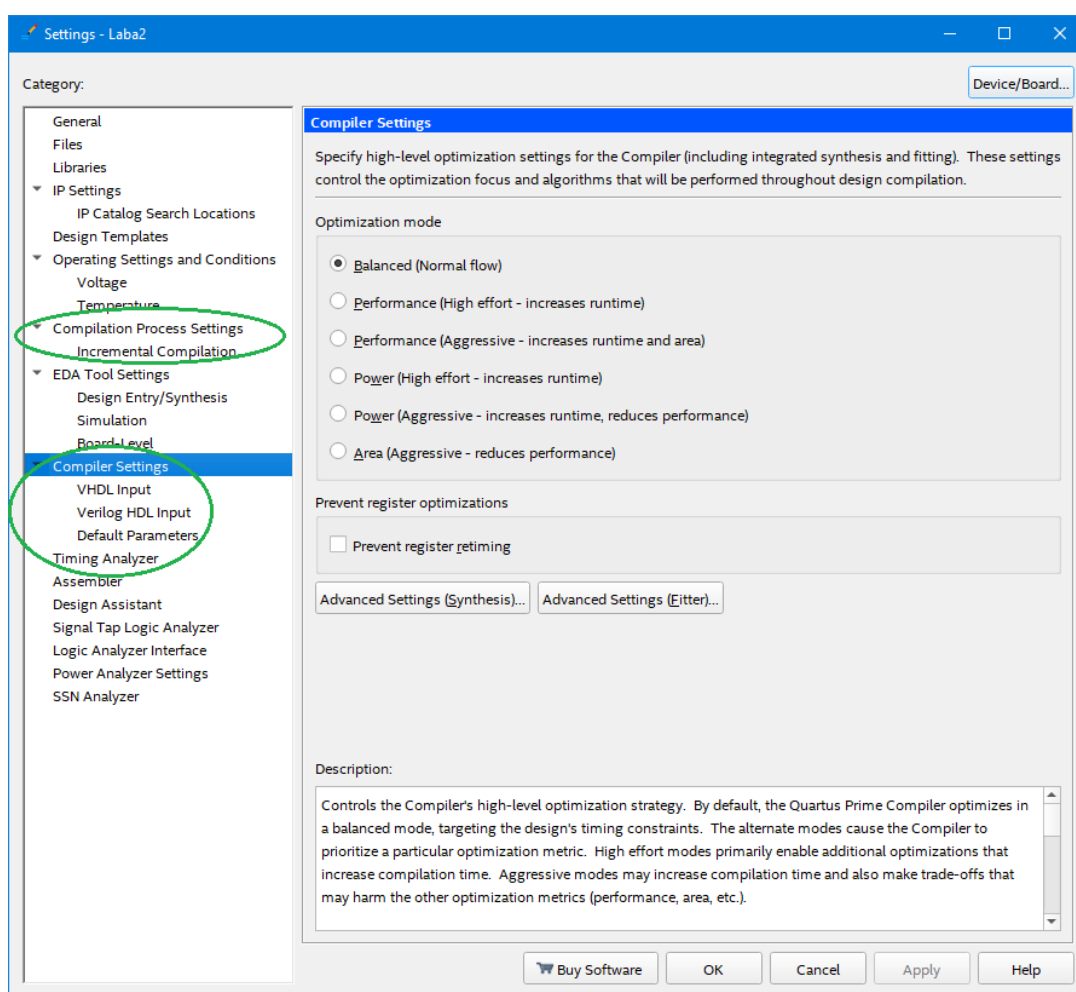 Settings - Laba2
Category:
Device/Board...
General
Files
Libraries
IP Settings
IP Catalog Search Locations
Design Templates
Operating Settings and Conditions
Voltage
Temperature
Compilation Process Settings
Incremental Compilation
EDA Tool Settings
Design Entry/Synthesis
Simulation
Board-Level
Compiler Settings
VHDL Input
Verilog HDL Input
Default Parameters
Timing Analyzer
Assembler
Design Assistant
Signal Tap Logic Analyzer
Logic Analyzer Interface
Power Analyzer Settings
SSN Analyzer
Compiler Settings
Specify high-level optimization settings for the Compiler (including integrated synthesis and fitting). These settings
control the optimization focus and algorithms that will be performed throughout design compilation.
Optimization mode
Balanced (Normal flow)
Performance (High effort - increases runtime)
Performance (Aggressive - increases runtime and area)
Power (High effort - increases runtime)
Power (Aggressive - increases runtime, reduces performance)
Area (Aggressive - reduces performance)
Prevent register optimizations
Prevent register retiming
Advanced Settings (Synthesis)... Advanced Settings (Fitter)...
Description:
Controls the Compiler's high-level optimization strategy. By default, the Quartus Prime Compiler optimizes in
a balanced mode, targeting the design's timing constraints. The alternate modes cause the Compiler to
prioritize a particular optimization metric. High effort modes primarily enable additional optimizations that
increase compilation time. Aggressive modes may increase compilation time and also make trade-offs that
may harm the other optimization metrics (performance, area, etc.).
Buy Software OK Cancel Apply Help